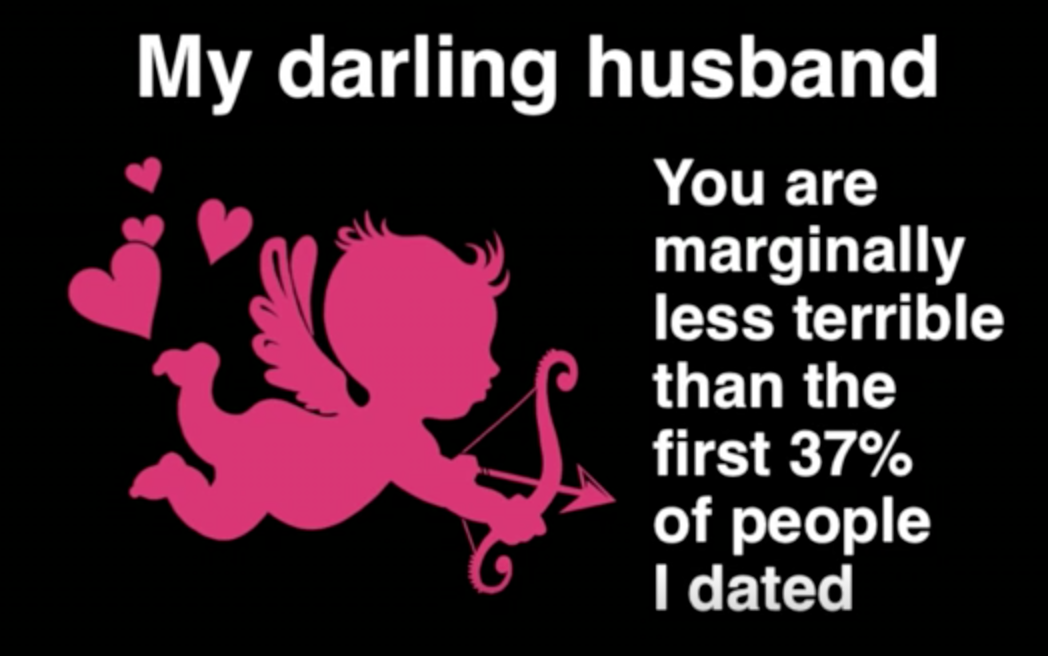 My darling husband
You are
marginally
less terrible
than the
first 37%
of people
I dated